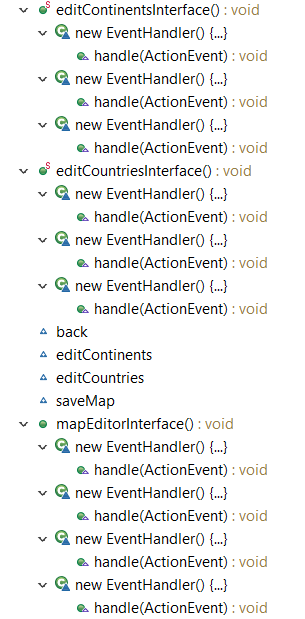 editContinentsInterface() : void
new EventHandler() {...}
handle(ActionEvent) : void
new EventHandler() {...}
handle(ActionEvent) : void
new EventHandler() {...}
handle(ActionEvent) : void
editCountriesInterface() : void
new EventHandler() {...}
handle(ActionEvent) : void
new EventHandler() {...}
handle(ActionEvent) : void
new EventHandler() {...}
handle(ActionEvent) : void
back
editContinents
editCountries
saveMap
mapEditorInterface() : void
new EventHandler() {...}
handle(ActionEvent) : void
new EventHandler() {...}
handle(ActionEvent) : void
new EventHandler() {...}
handle(ActionEvent) : void
new EventHandler() {...}
handle(ActionEvent) : void